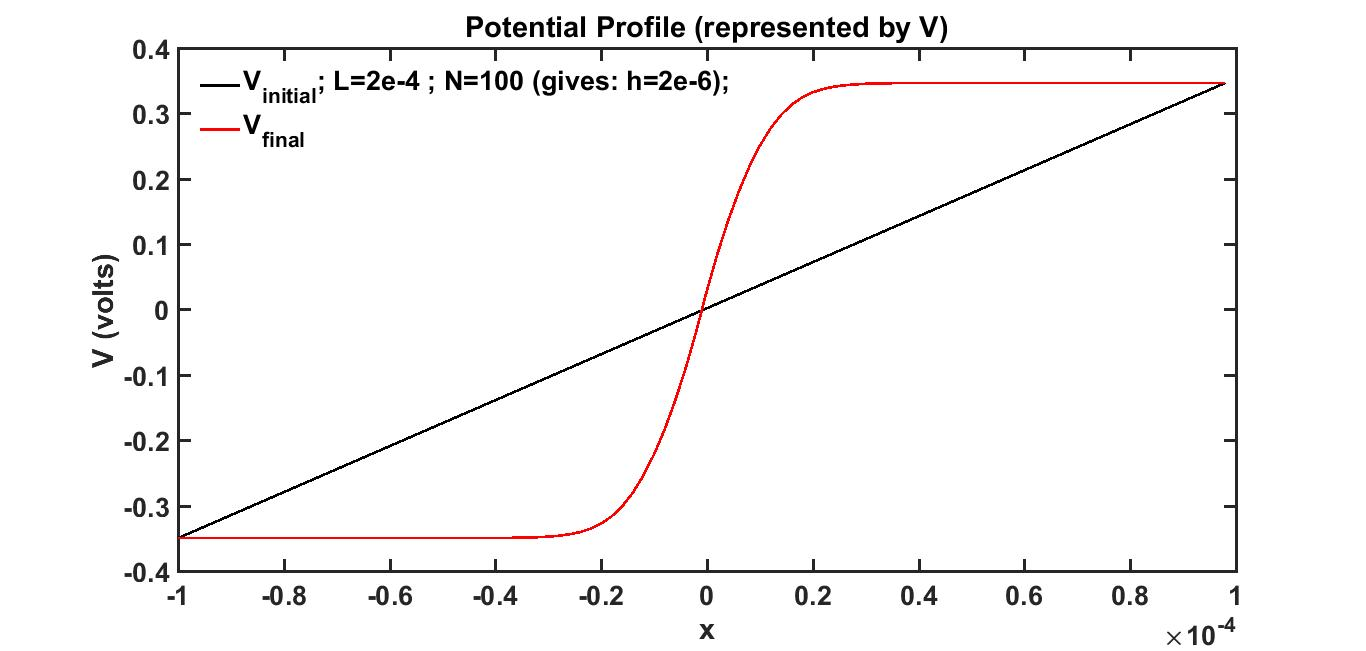 Potential Profile (represented by V)
V_initial; L=2e-4 ; N=100 (gives: h=2e-6);
V_final
V (volts)
0.4
0.3
0.2
0.1
0
-0.1
-0.2
-0.3
-0.4
-1 -0.8 -0.6 -0.4 -0.2 0 0.2 0.4 0.6 0.8 1
x
×10^-4